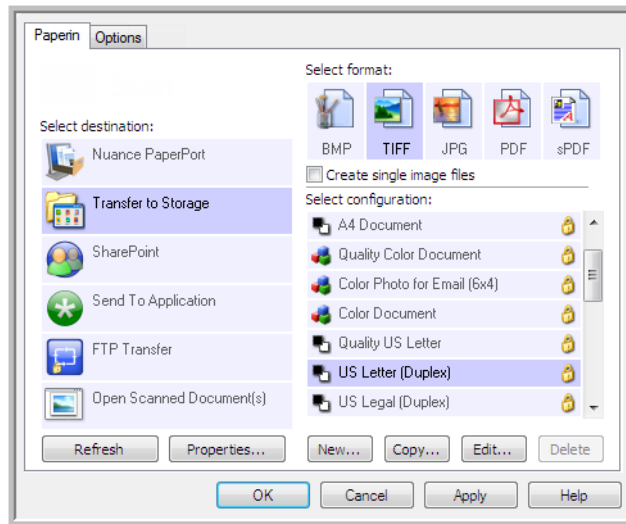 Paperin
Options
Select format:
BMP
TIFF
JPG
PDF
sPDF
Create single image files
Select destination:
Nuance PaperPort
Transfer to Storage
SharePoint
Send To Application
FTP Transfer
Open Scanned Document(s)
Select configuration:
A4 Document
Quality Color Document
Color Photo for Email (6x4)
Color Document
Quality US Letter
US Letter (Duplex)
US Legal (Duplex)
Refresh
Properties...
New...
Copy...
Edit...
Delete
OK
Cancel
Apply
Help